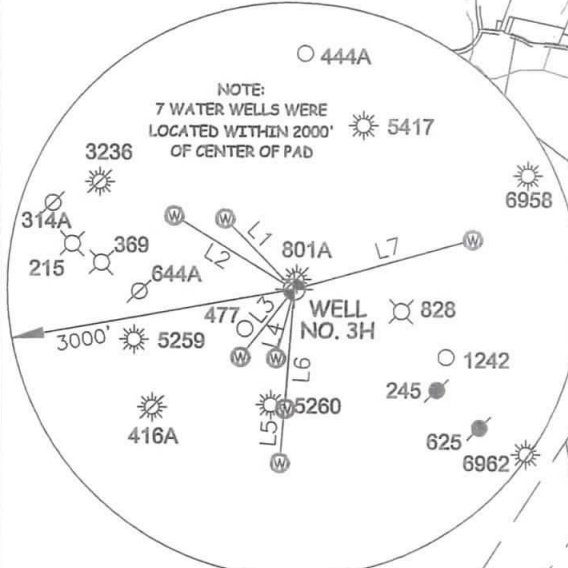 444A
NOTE:
7 WATER WELLS WERE
LOCATED WITHIN 2000'
OF CENTER OF PAD
5417
3236
6958
314A
W
W
L1
L2
801A
L7
W
215
369
644A
477
L3
L4
WELL
NO. 3H
828
3000'
5259
W
W
L6
1242
245
416A
W
5260
L5
625
6962
W